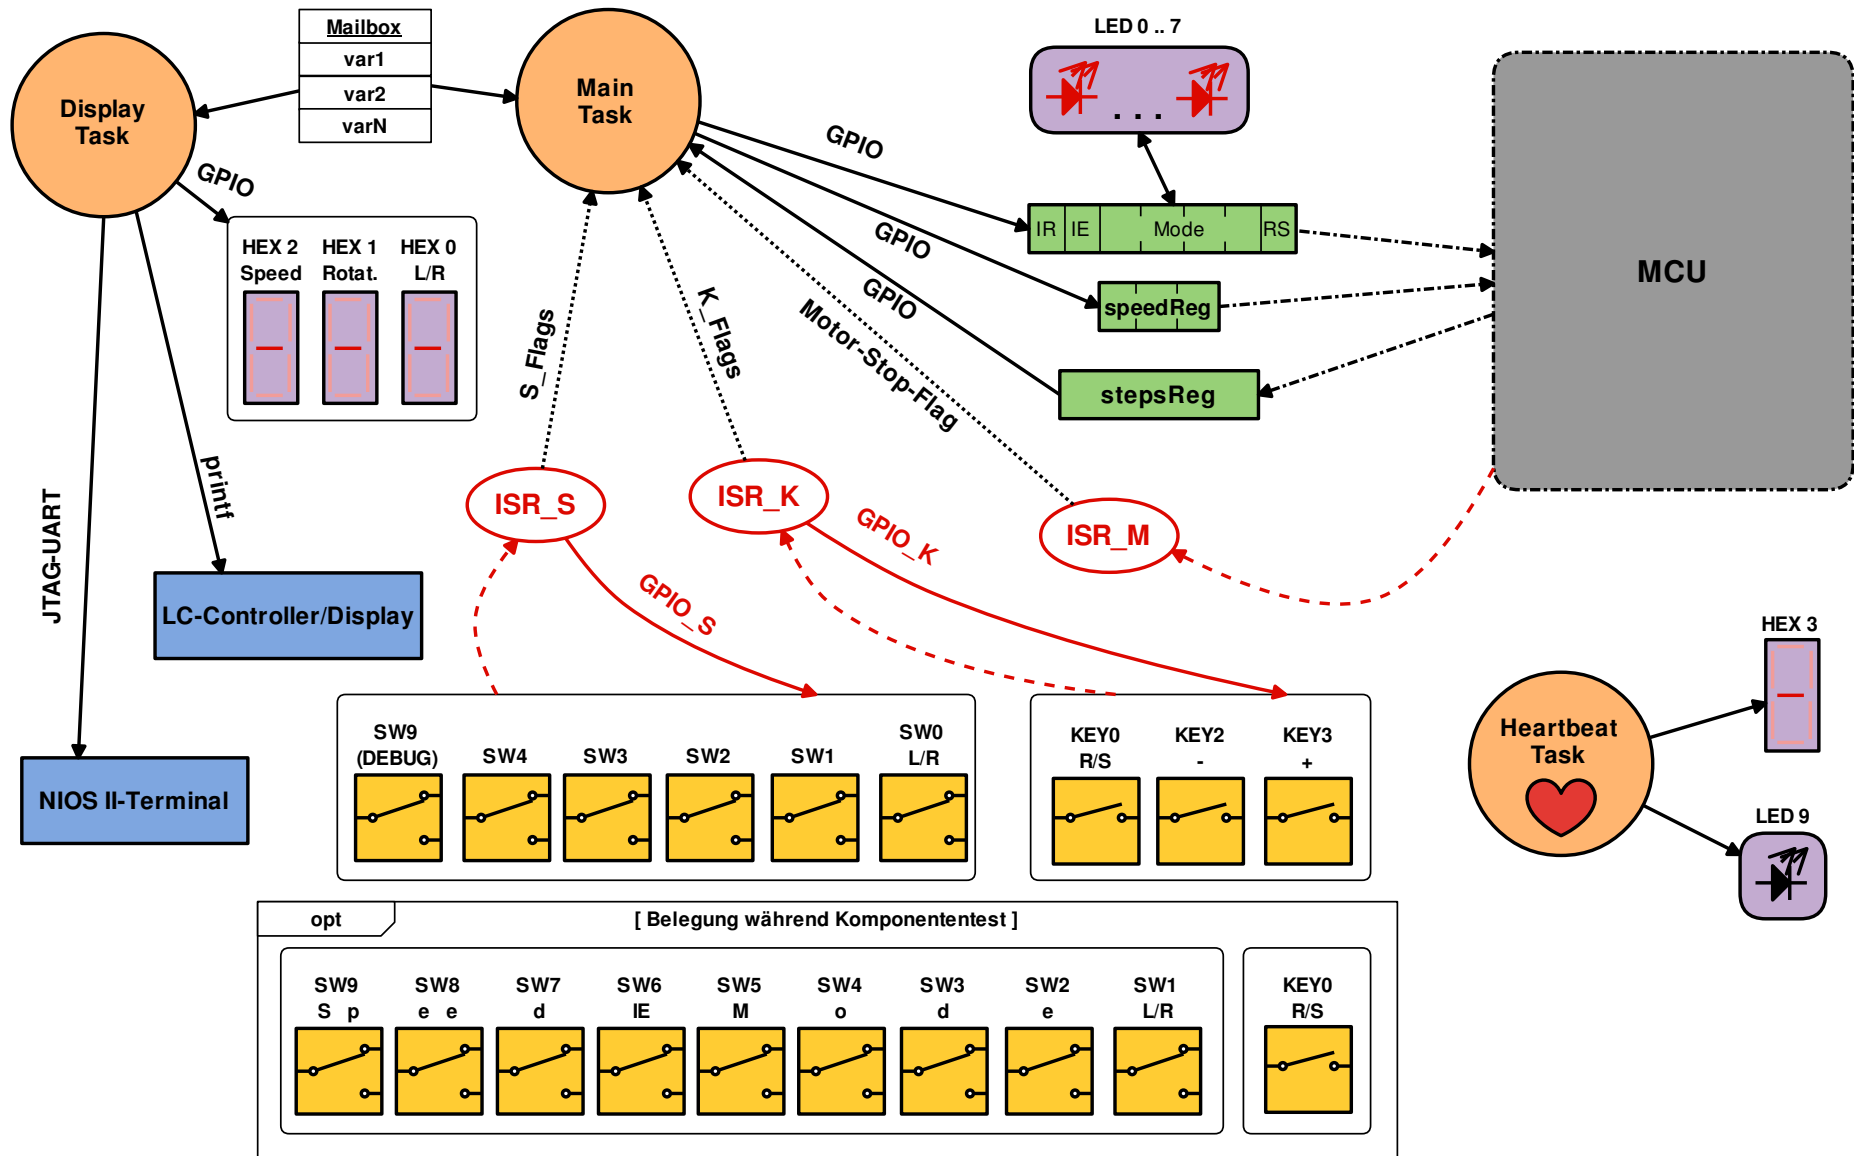 Mailbox
var1
var2
varN
Display
Task
Main
Task
LED 0 .. 7
. . .
GPIO
GPIO
GPIO
GPIO
IR
IE
Mode
RS
speedReg
stepsReg
MCU
HEX 2
Speed
HEX 1
Rotat.
HEX 0
L/R
S_Flags
K_Flags
Motor-Stop-Flag
JTAG-UART
printf
ISR_S
ISR_K
ISR_M
GPIO_S
GPIO_K
LC-Controller/Display
NIOS II-Terminal
SW9
(DEBUG)
SW4
SW3
SW2
SW1
SW0
L/R
KEY0
R/S
KEY2
-
KEY3
+
HEX 3
Heartbeat
Task
LED 9
opt
[ Belegung während Komponententest ]
SW9
S p
SW8
e e
SW7
d
SW6
IE
SW5
M
SW4
o
SW3
d
SW2
e
SW1
L/R
KEY0
R/S